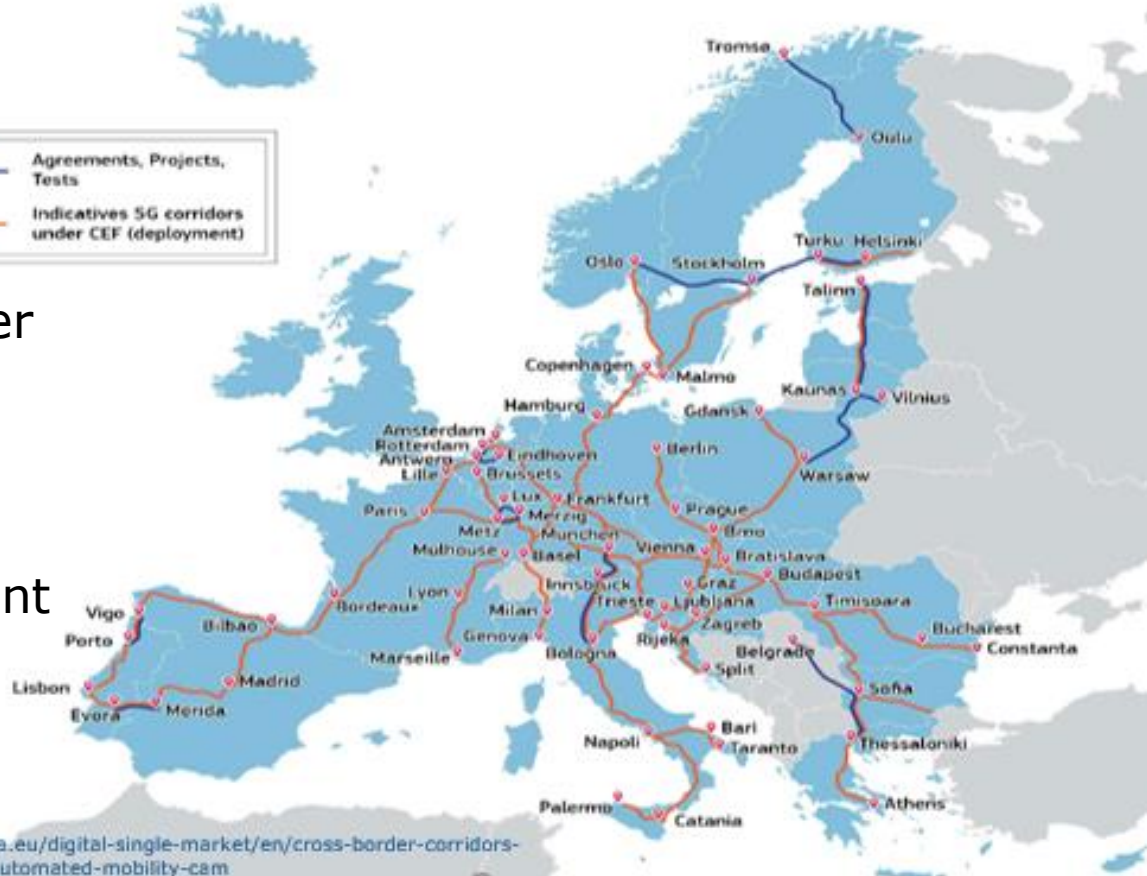 Agreements, Projects,
Tests
Indicatives 5G corridors
under CEF (deployment)
er
nt
Tromsø
Oulu
Turku
Helsinki
Oslo
Stockholm
Talinn
Copenhagen
Malmo
Kaunas
Vilnius
Hamburg
Gdansk
Amsterdam
Rotterdam
Antwerp
Eindhoven
Berlin
Lille
Brussels
Warsaw
Lux
Frankfurt
Paris
Merzig
Prague
Metz
Munchen
Brno
Mulhouse
Basel
Vienna
Bratislava
Innsbruck
Budapest
Lyon
Graz
Bordeaux
Milan
Trieste
Ljubljana
Timisoara
Vigo
Bilbao
Genova
Zagreb
Porto
Rijeka
Bucharest
Marseille
Bologna
Belgrade
Constanta
Split
Lisbon
Madrid
Sofia
Evora
Merida
Bari
Napoli
Taranto
Thessaloniki
Palermo
Catania
Athens
a.eu/digital-single-market/en/cross-border-corridors-
utomated-mobility-cam